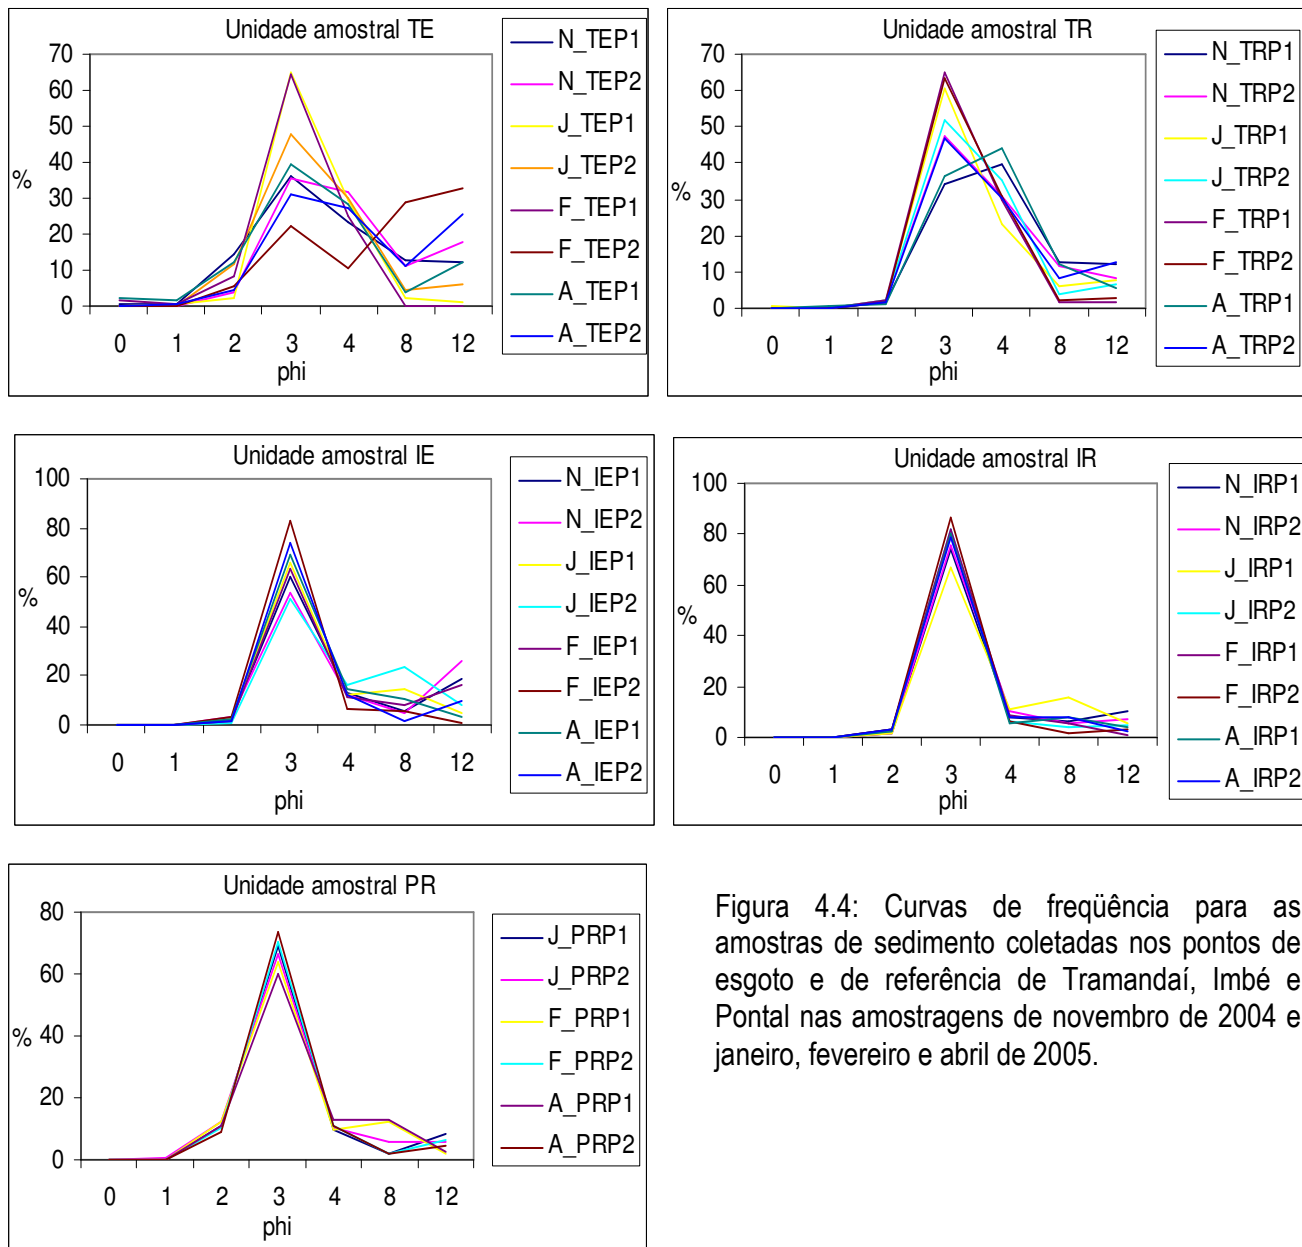 Unidade amostral TE
70
60
50
40
30
20
10
0
%
0 1 2 3 4 8 12
phi
N_TEP1
N_TEP2
J_TEP1
J_TEP2
F_TEP1
F_TEP2
A_TEP1
A_TEP2
Unidade amostral TR
70
60
50
40
30
20
10
0
%
0 1 2 3 4 8 12
phi
N_TRP1
N_TRP2
J_TRP1
J_TRP2
F_TRP1
F_TRP2
A_TRP1
A_TRP2
Unidade amostral IE
100
80
60
40
20
0
%
0 1 2 3 4 8 12
phi
N_IEP1
N_IEP2
J_IEP1
J_IEP2
F_IEP1
F_IEP2
A_IEP1
A_IEP2
Unidade amostral IR
100
80
60
40
20
0
%
0 1 2 3 4 8 12
phi
N_IRP1
N_IRP2
J_IRP1
J_IRP2
F_IRP1
F_IRP2
A_IRP1
A_IRP2
Unidade amostral PR
80
60
40
20
0
%
0 1 2 3 4 8 12
phi
J_PRP1
J_PRP2
F_PRP1
F_PRP2
A_PRP1
A_PRP2
Figura 4.4: Curvas de freqüência para as
amostras de sedimento coletadas nos pontos de
esgoto e de referência de Tramandaí, Imbé e
Pontal nas amostragens de novembro de 2004 e
janeiro, fevereiro e abril de 2005.